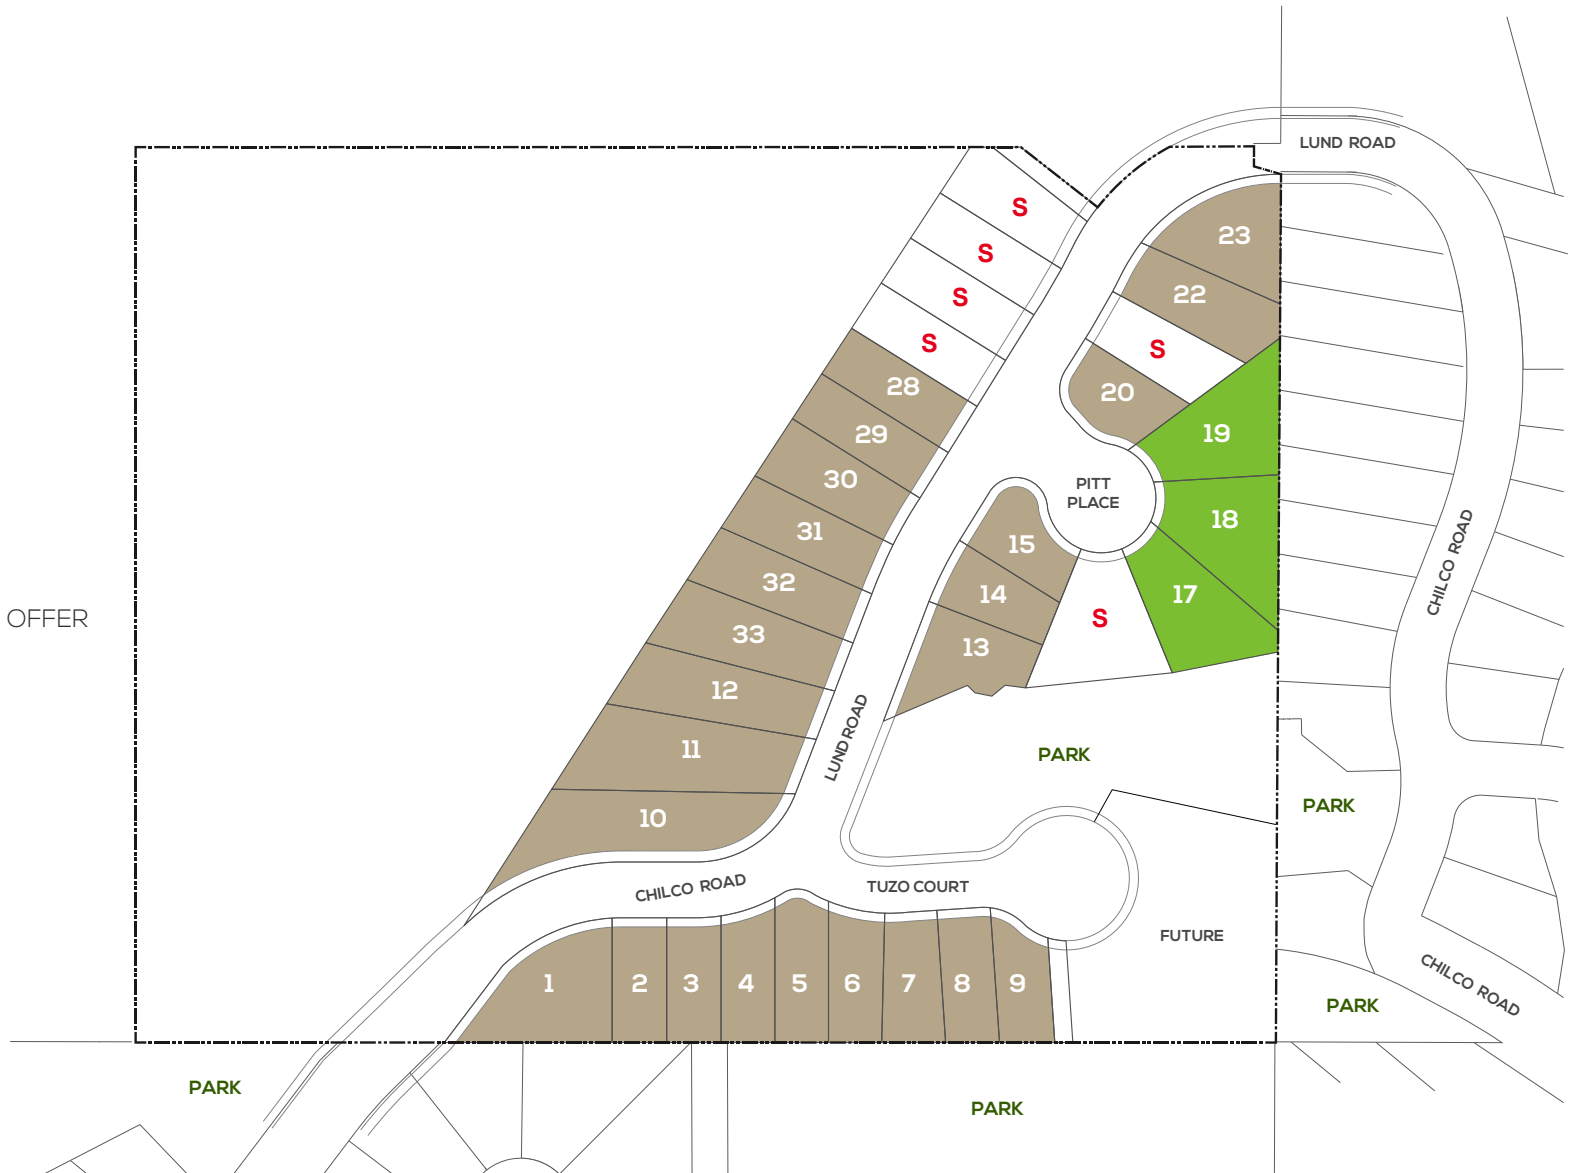 LUND ROAD
S
23
S
22
S
S
S
28
20
29
19
30
PITT
PLACE
18
31
15
CHILCO ROAD
32
14
17
S
33
13
12
OFFER
LUND ROAD
11
PARK
PARK
10
CHILCO ROAD
TUZO COURT
FUTURE
1
2
3
4
5
6
7
8
9
CHILCO ROAD
PARK
PARK
PARK